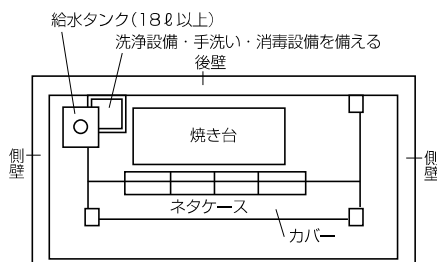 給水タンク(18ℓ以上)
洗浄設備・手洗い・消毒設備を備える
後壁
焼き台
側壁
側壁
ネタケース
カバー